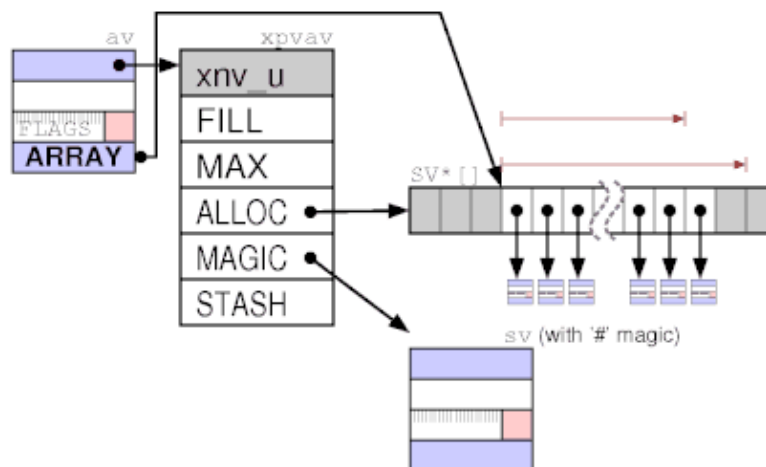 av
xpvav
xnv_u
FILL
FLAGS
ARRAY
MAX
SV*[]
ALLOC
MAGIC
STASH
sv (with '#' magic)